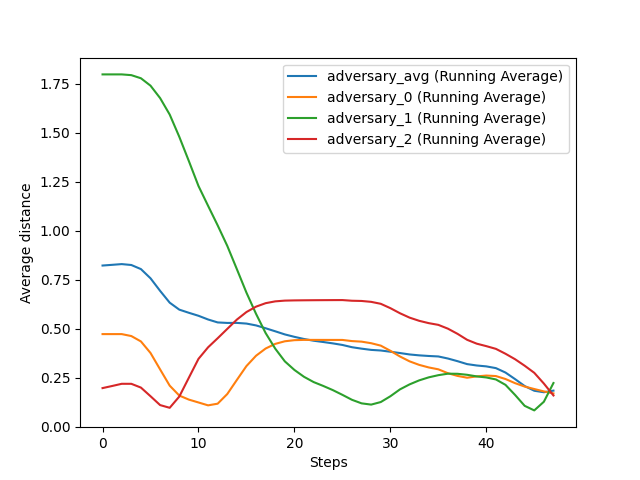 adversary_avg (Running Average)
adversary_0 (Running Average)
adversary_1 (Running Average)
adversary_2 (Running Average)
Average distance
1.75
1.50
1.25
1.00
0.75
0.50
0.25
0.00
0 10 20 30 40
Steps